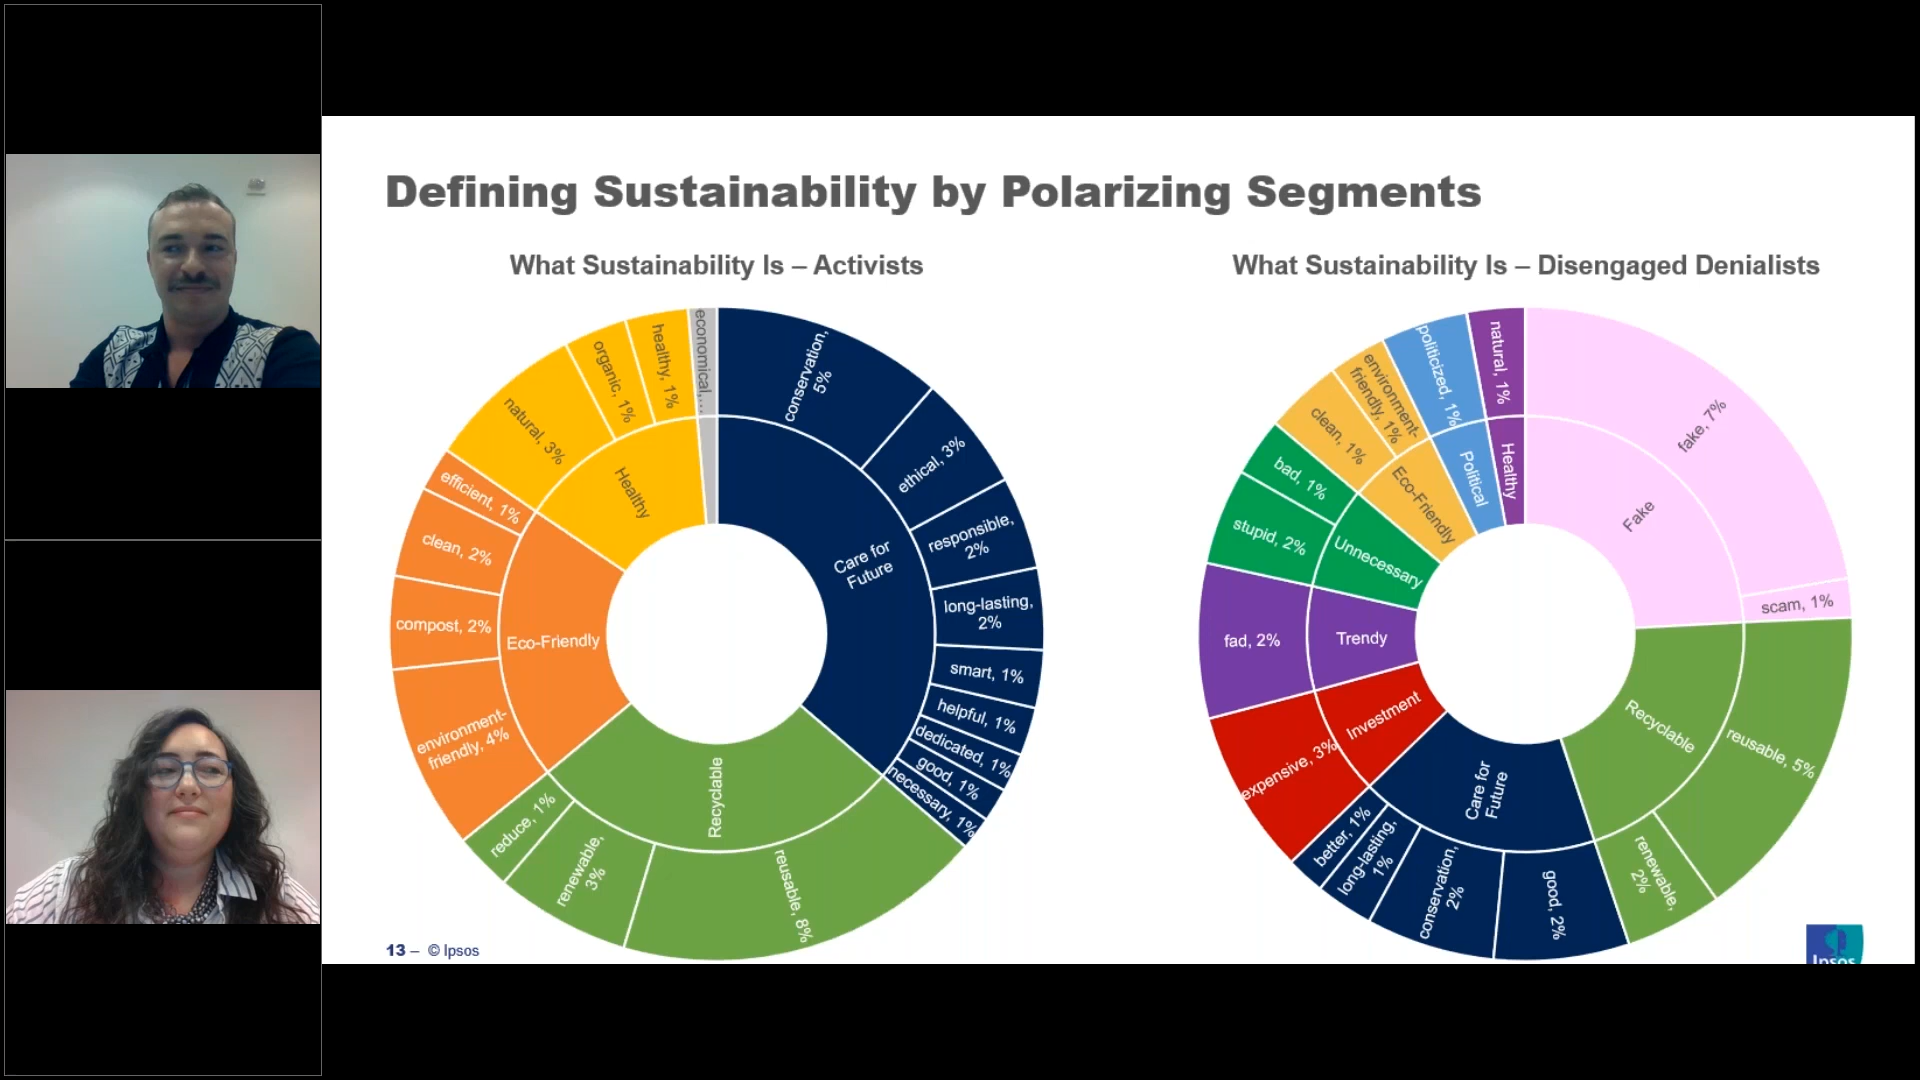 Defining Sustainability by Polarizing Segments
What Sustainability Is – Activists
conservation,
5%
ethical, 3%
responsible,
2%
long-lasting,
2%
smart, 1%
helpful, 1%
dedicated, 1%
good, 1%
necessary, 1%
Care for
Future
reusable, 8%
renewable,
3%
reduce, 1%
Recyclable
environment-
friendly, 4%
compost, 2%
clean, 2%
efficient, 1%
Eco-Friendly
natural, 3%
organic, 1%
healthy, 1%
Healthy
economical,...
What Sustainability Is – Disengaged Denialists
fake, 7%
scam, 1%
Fake
reusable, 5%
renewable,
2%
Recyclable
good, 2%
conservation,
2%
long-lasting,
1%
better, 1%
Care for
Future
expensive, 3%
Investment
fad, 2%
Trendy
stupid, 2%
bad, 1%
Unnecessary
clean, 1%
environment-
friendly, 1%
Eco-Friendly
politicized, 1%
Political
natural, 1%
Healthy
13 – © Ipsos
Ipsos